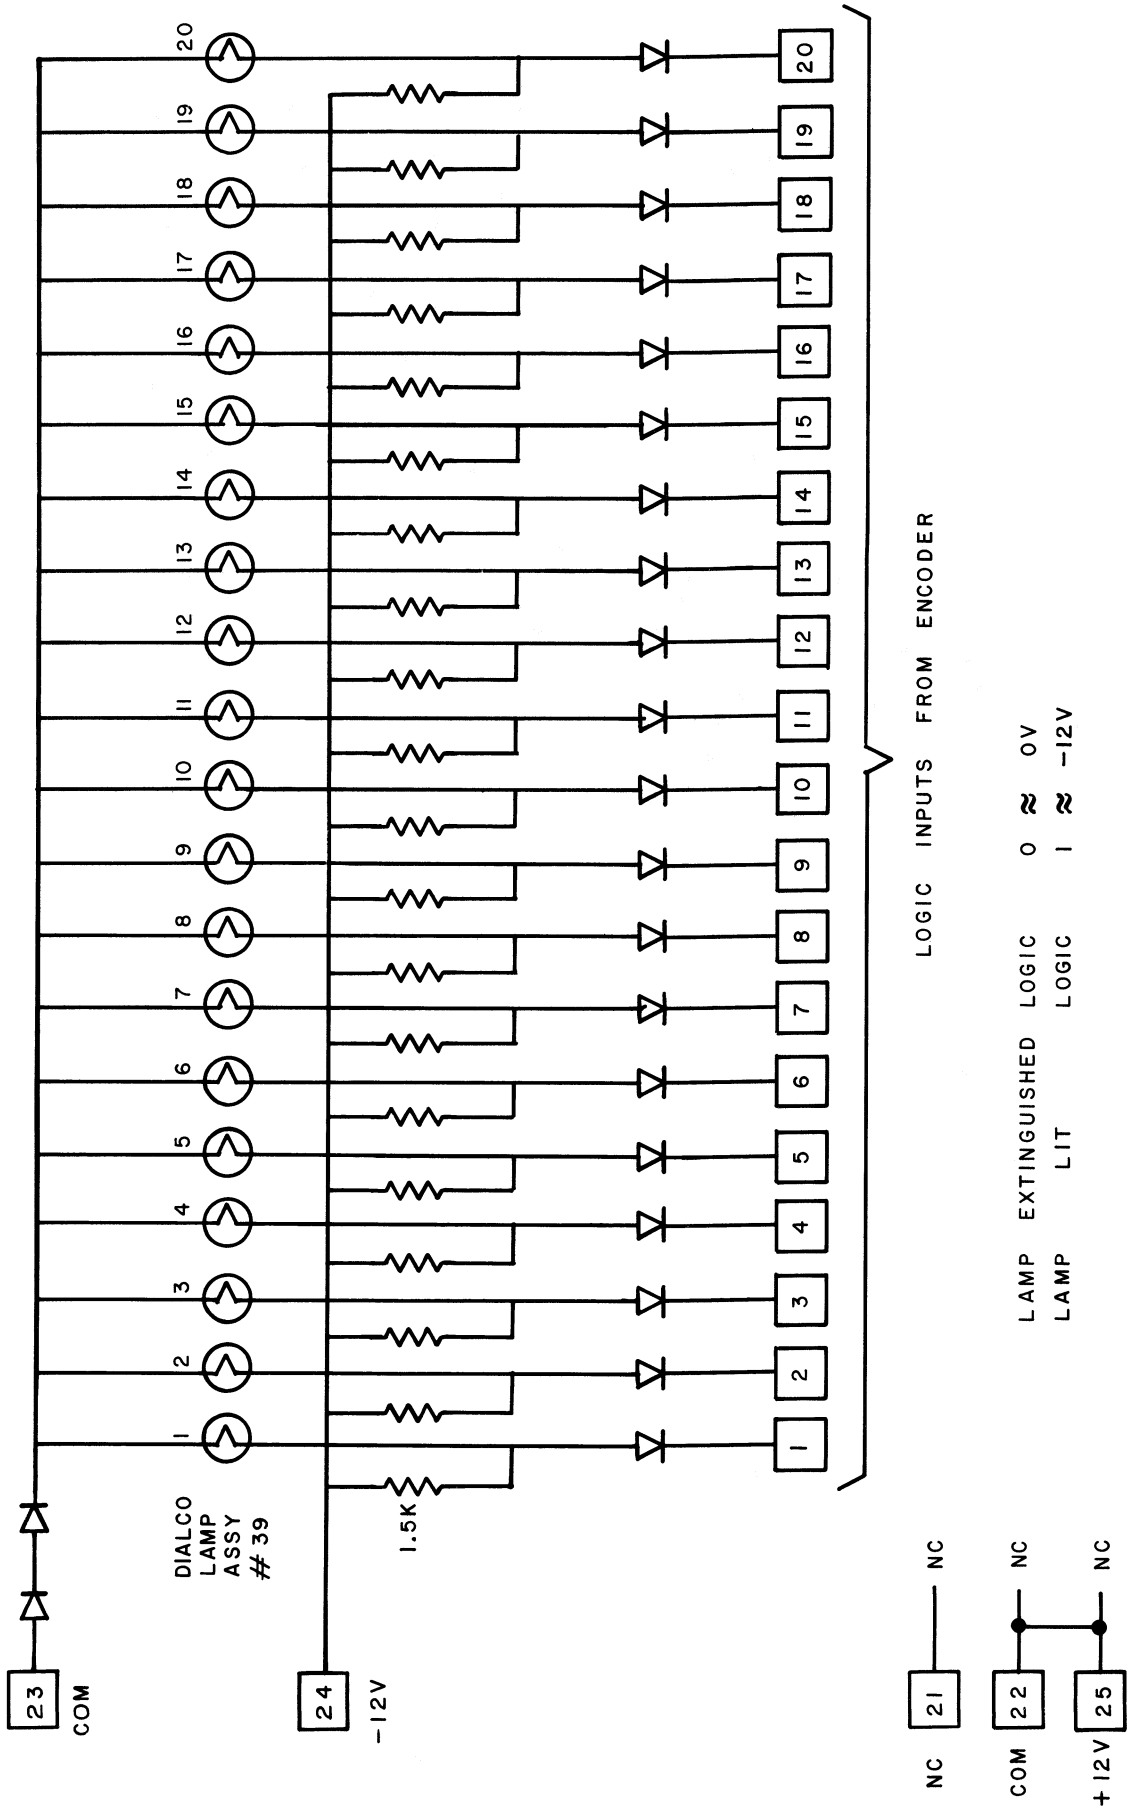 23
COM
DIALCO
LAMP
ASSY
# 39
1 2 3 4 5 6 7 8 9 10 11 12 13 14 15 16 17 18 19 20
24
-12V
1.5K
1 2 3 4 5 6 7 8 9 10 11 12 13 14 15 16 17 18 19 20
LOGIC INPUTS FROM ENCODER
NC 21 NC
COM 22 NC
+12V 25 NC
LAMP EXTINGUISHED LOGIC 0 ≈ 0V
LAMP LIT LOGIC 1 ≈ -12V